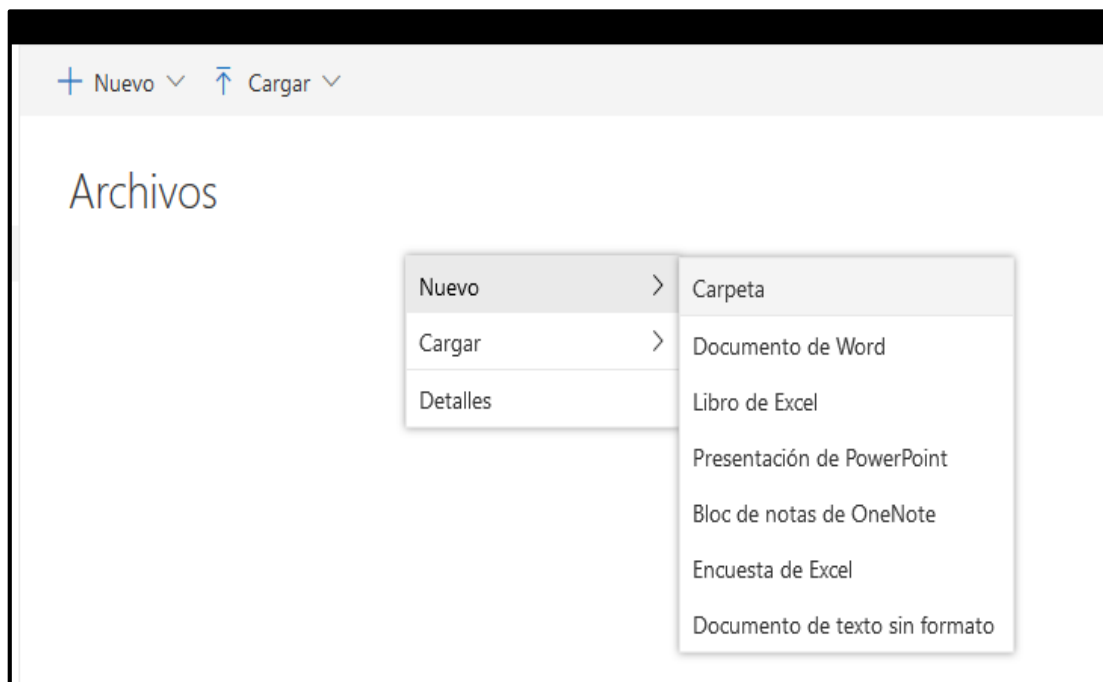 Nuevo Cargar
Archivos
Nuevo
Cargar
Detalles
Carpeta
Documento de Word
Libro de Excel
Presentación de PowerPoint
Bloc de notas de OneNote
Encuesta de Excel
Documento de texto sin formato